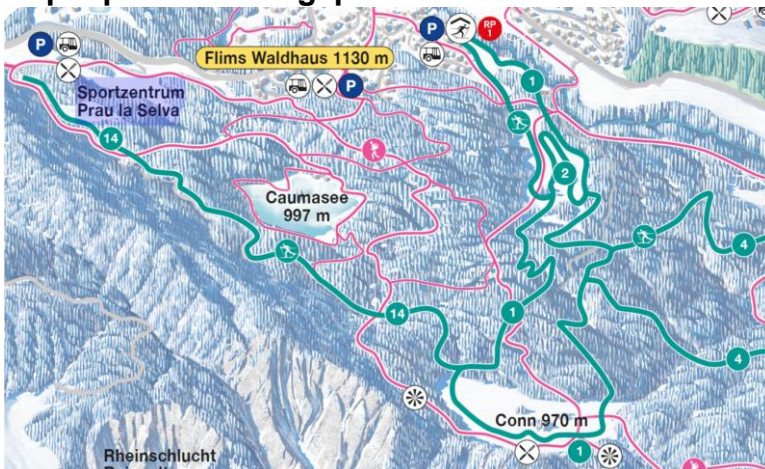 P
P
RP
1
Flims Waldhaus 1130 m
P
1
Sportzentrum
Prau la Selva
14
2
Caumasee
997 m
4
14
1
4
Conn 970 m
1
Rheinschlucht